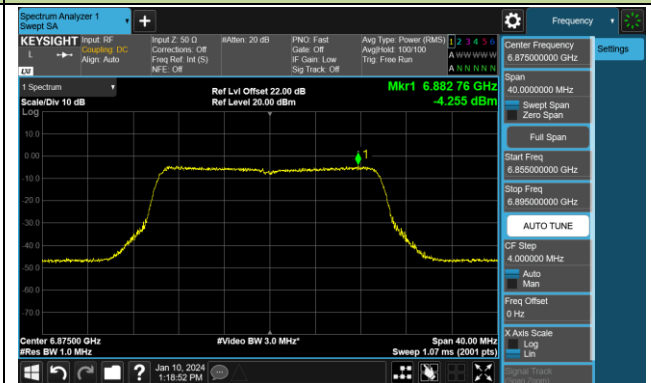 Spectrum Analyzer 1
Swept SA
+
Frequency
KEYSIGHT
L
LXI
Input: RF
Coupling: DC
Align: Auto
Input Z: 50 Ω
Corrections: Off
Freq Ref: Int (S)
NFE: Off
#Atten: 20 dB
PNO: Fast
Gate: Off
IF Gain: Low
Sig Track: Off
Avg Type: Power (RMS)
Avg|Hold: 100/100
Trig: Free Run
1 2 3 4 5 6
A W W W W W
A N N N N N
1 Spectrum
Scale/Div 10 dB
Log
Ref Lvl Offset 22.00 dB
Ref Level 20.00 dBm
Mkr1 6.882 76 GHz
-4.255 dBm
1
10.0
0.00
-10.0
-20.0
-30.0
-40.0
-50.0
-60.0
-70.0
Center 6.87500 GHz
#Res BW 1.0 MHz
#Video BW 3.0 MHz*
Span 40.00 MHz
Sweep 1.07 ms (2001 pts)
Center Frequency
6.875000000 GHz
Settings
Span
40.0000000 MHz
Swept Span
Zero Span
Full Span
Start Freq
6.855000000 GHz
Stop Freq
6.895000000 GHz
AUTO TUNE
CF Step
4.000000 MHz
Auto
Man
Freq Offset
0 Hz
X Axis Scale
Log
Lin
Signal Track
(Span Zoom)
?
Jan 10, 2024
1:18:52 PM